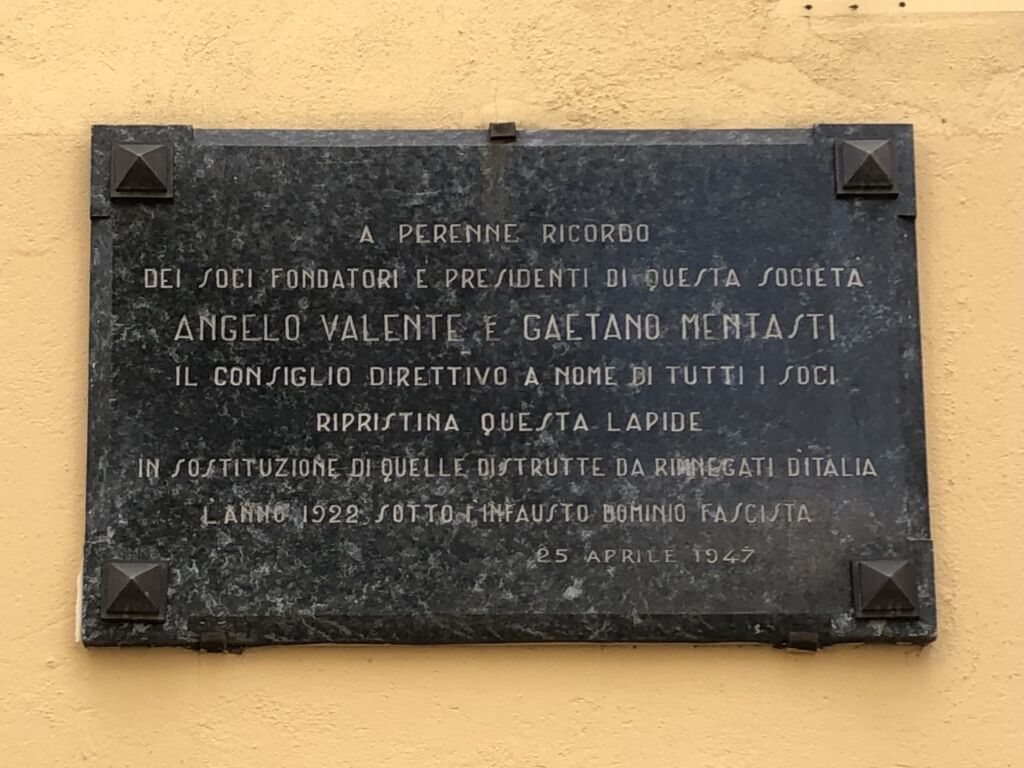 A PERENNE RICORDO
DEI SOCI FONDATORI E PRESIDENTI DI QUESTA SOCIETA
ANGELO VALENTE E GAETANO MENTASTI
IL CONSIGLIO DIRETTIVO A NOME DI TUTTI I SOCI
RIPRISTINA QUESTA LAPIDE
IN SOSTITUZIONE DI QUELLE DISTRUTTE DA RINNEGATI D'ITALIA
L'ANNO 1922 SOTTO L'INFAUSTO DOMINIO FASCISTA
25 APRILE 1947